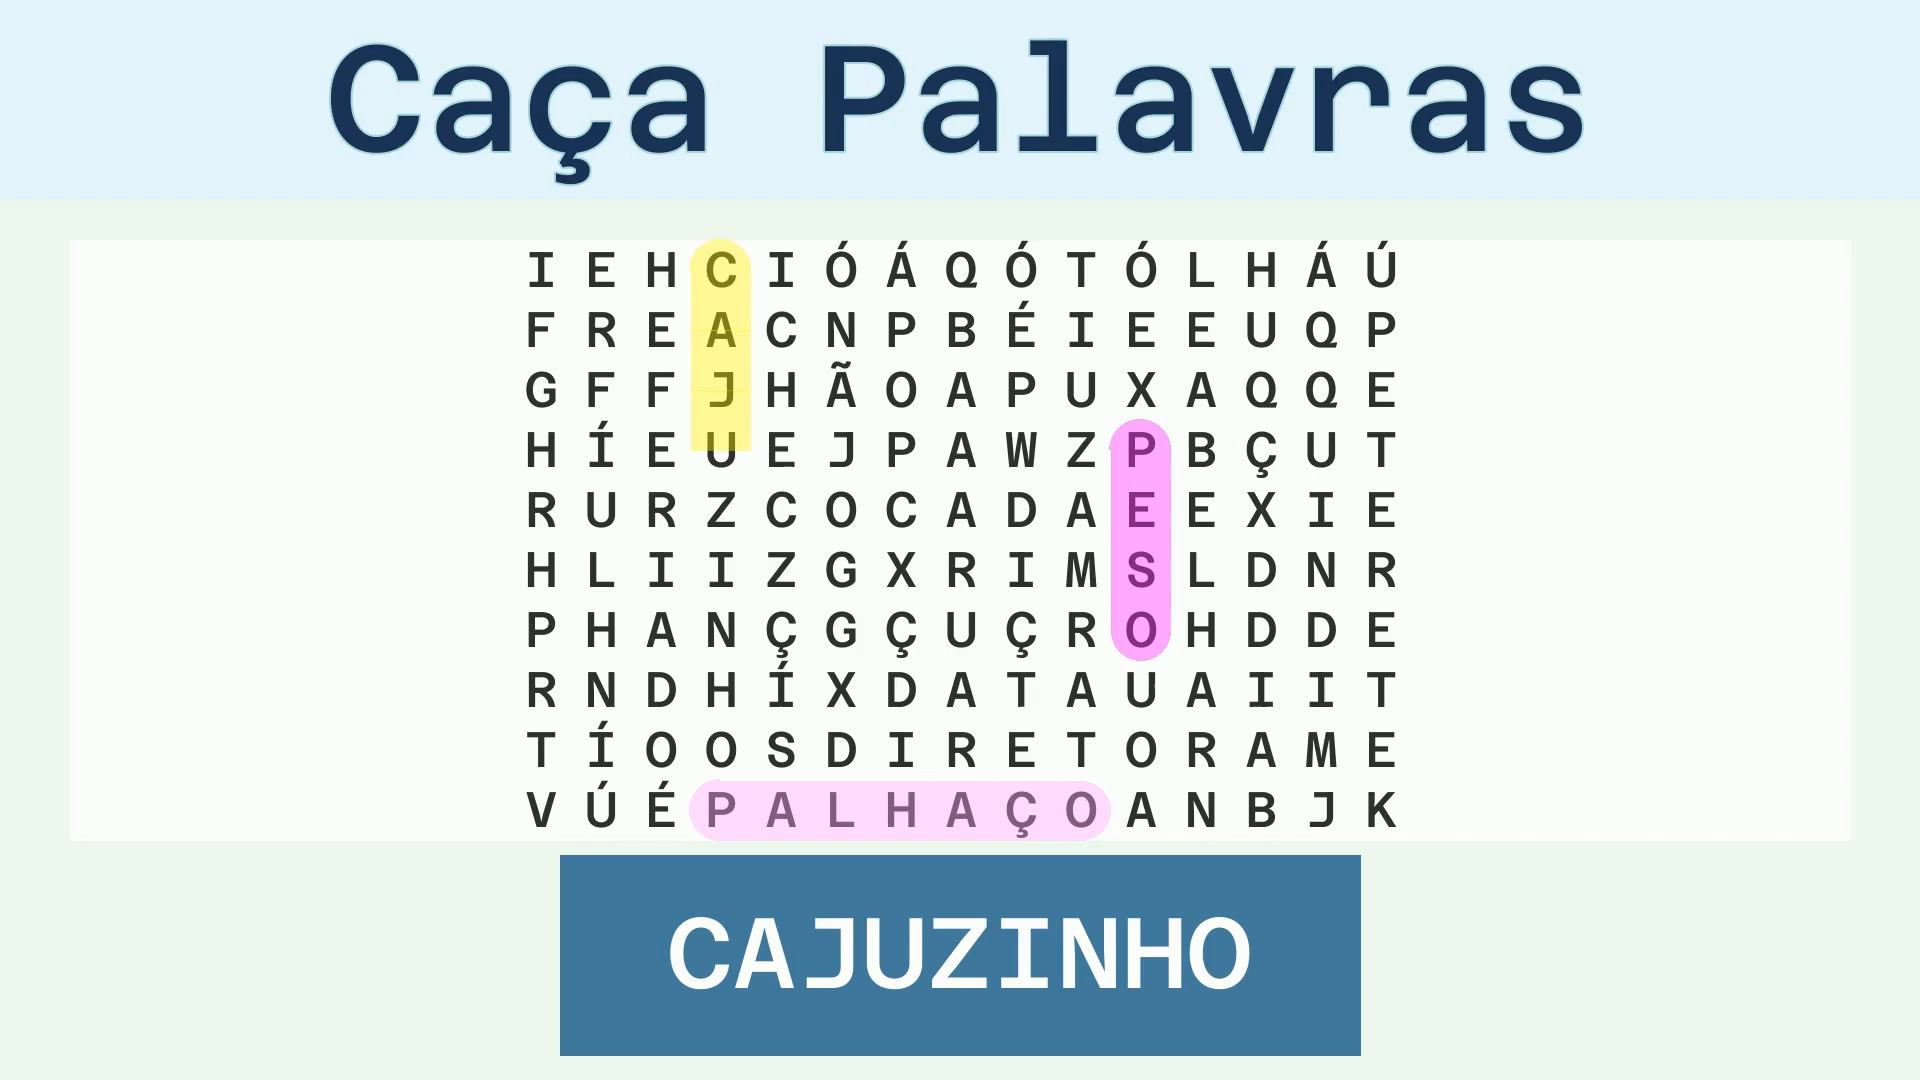 Caça Palavras
I E H C I Ó Á Q Ó T Ó L H Á Ú
F R E A C N P B É I E E U Q P
G F F J H Ã O A P U X A Q Q E
H Í E U E J P A W Z P B Ç U T
R U R Z C O C A D A E E X I E
H L I I Z G X R I M S L D N R
P H A N Ç G Ç U Ç R O H D D E
R N D H Í X D A T A U A I I T
T Í O O S D I R E T O R A M E
V Ú É P A L H A Ç O A N B J K
CAJUZINHO